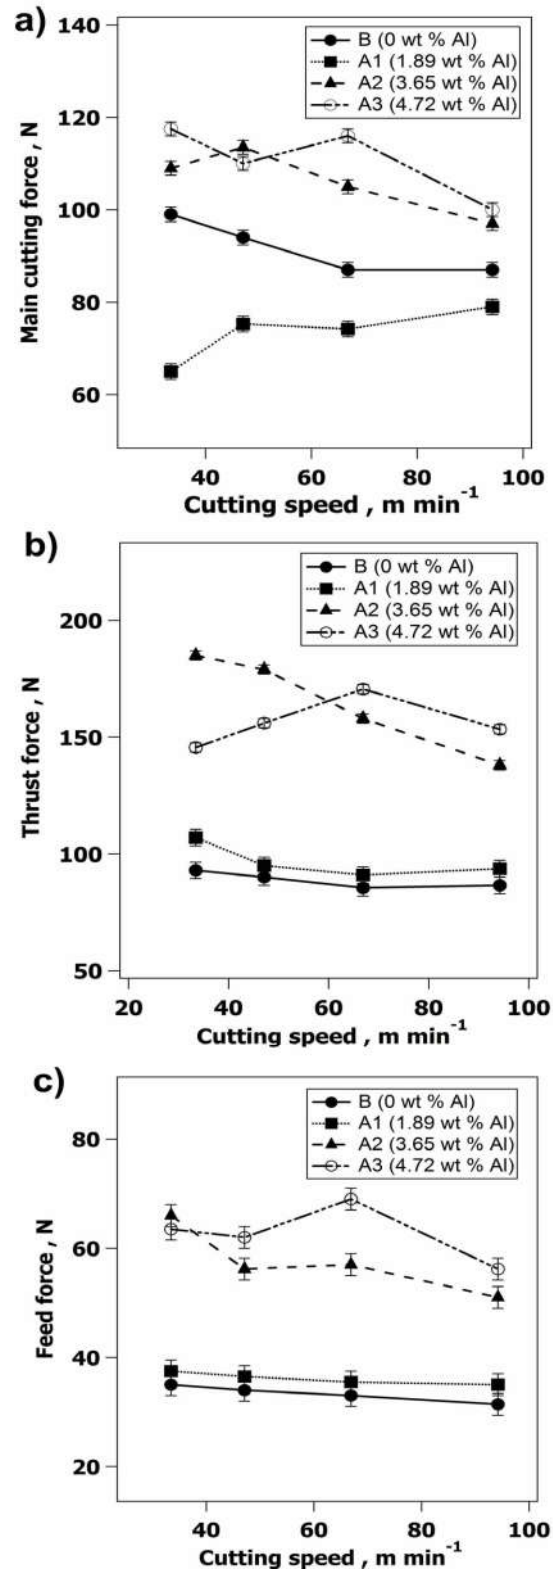 a)
140
120
100
80
60
Main cutting force , N
B (0 wt % Al)
A1 (1.89 wt % Al)
A2 (3.65 wt % Al)
A3 (4.72 wt % Al)
40 60 80 100
Cutting speed , m min⁻¹
b)
200
150
100
50
Thrust force , N
B (0 wt % Al)
A1 (1.89 wt % Al)
A2 (3.65 wt % Al)
A3 (4.72 wt % Al)
20 40 60 80 100
Cutting speed , m min⁻¹
c)
80
60
40
20
Feed force , N
B (0 wt % Al)
A1 (1.89 wt % Al)
A2 (3.65 wt % Al)
A3 (4.72 wt % Al)
40 60 80 100
Cutting speed , m min⁻¹